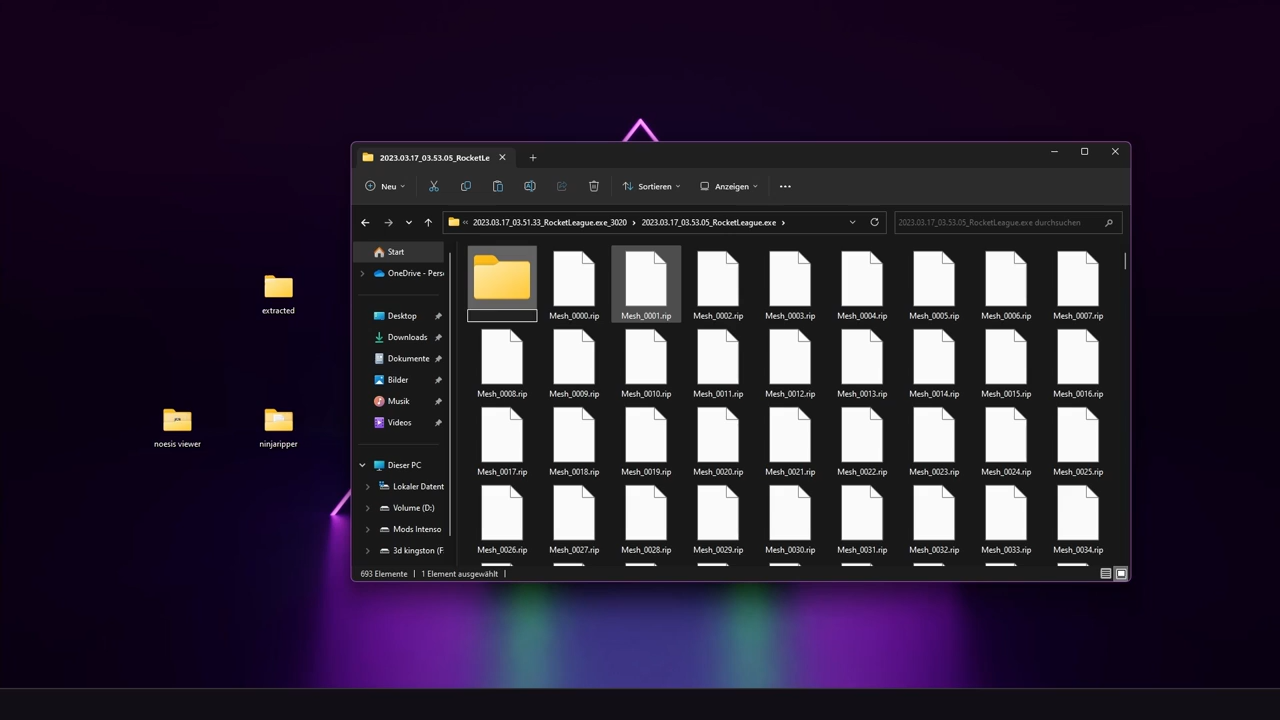 2023.03.17_03.53.05_RocketLe
Neu
Sortieren
Anzeigen
« 2023.03.17_03.51.33_RocketLeague.exe_3020 › 2023.03.17_03.53.05_RocketLeague.exe ›
2023.03.17_03.53.05_RocketLeague.exe durchsuchen
Start
OneDrive - Perso
Desktop
Downloads
Dokumente
Bilder
Musik
Videos
Dieser PC
Lokaler Datent
Volume (D:)
Mods Intenso
3d kingston (F
Mesh_0000.rip Mesh_0001.rip Mesh_0002.rip Mesh_0003.rip Mesh_0004.rip Mesh_0005.rip Mesh_0006.rip Mesh_0007.rip
Mesh_0008.rip Mesh_0009.rip Mesh_0010.rip Mesh_0011.rip Mesh_0012.rip Mesh_0013.rip Mesh_0014.rip Mesh_0015.rip Mesh_0016.rip
Mesh_0017.rip Mesh_0018.rip Mesh_0019.rip Mesh_0020.rip Mesh_0021.rip Mesh_0022.rip Mesh_0023.rip Mesh_0024.rip Mesh_0025.rip
Mesh_0026.rip Mesh_0027.rip Mesh_0028.rip Mesh_0029.rip Mesh_0030.rip Mesh_0031.rip Mesh_0032.rip Mesh_0033.rip Mesh_0034.rip
693 Elemente | 1 Element ausgewählt |
extracted
noesis viewer
ninjaripper